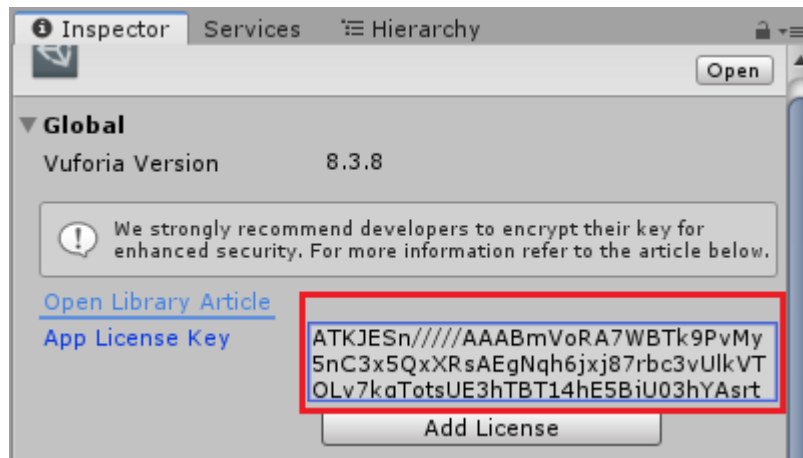 Inspector Services Hierarchy
Open
Global
Vuforia Version 8.3.8
We strongly recommend developers to encrypt their key for
enhanced security. For more information refer to the article below.
Open Library Article
App License Key
ATKJESn/////AAABmVoRA7WBTk9PvMy
5nC3x5QxXRsAEgNqh6jxj87rbc3vUlkVT
OLv7kaTotsUE3hTBT14hE5BiU03hYAsrt
Add License